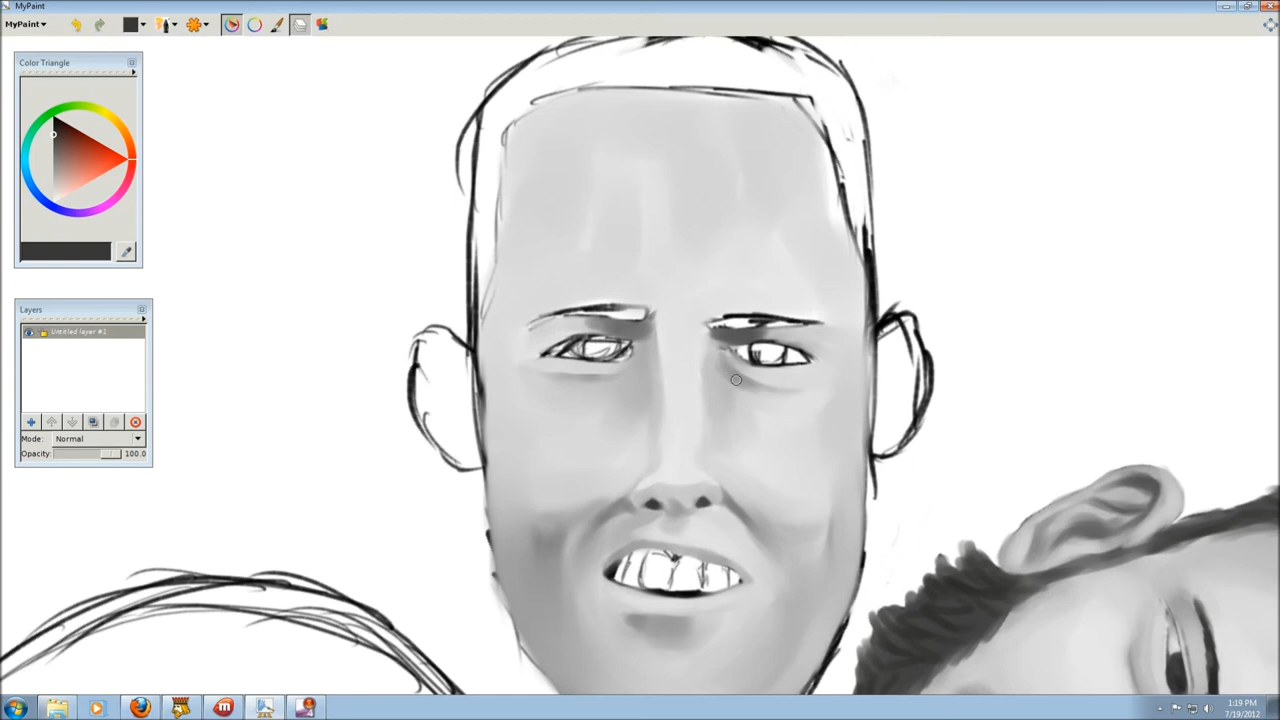 MyPaint
MyPaint
Color Triangle
Layers
Untitled layer #1
Mode: Normal
Opacity: 100.0
1:19 PM
7/19/2012